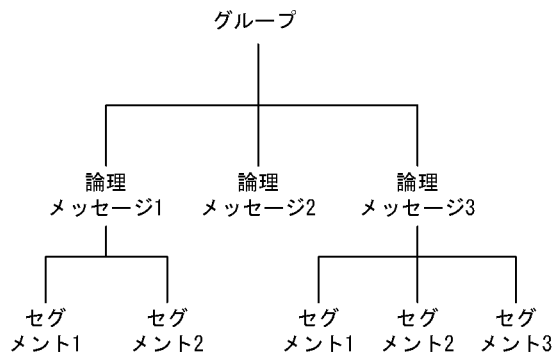 グループ
論理
メッセージ1
論理
メッセージ2
論理
メッセージ3
セグ
メント1
セグ
メント2
セグ
メント1
セグ
メント2
セグ
メント3